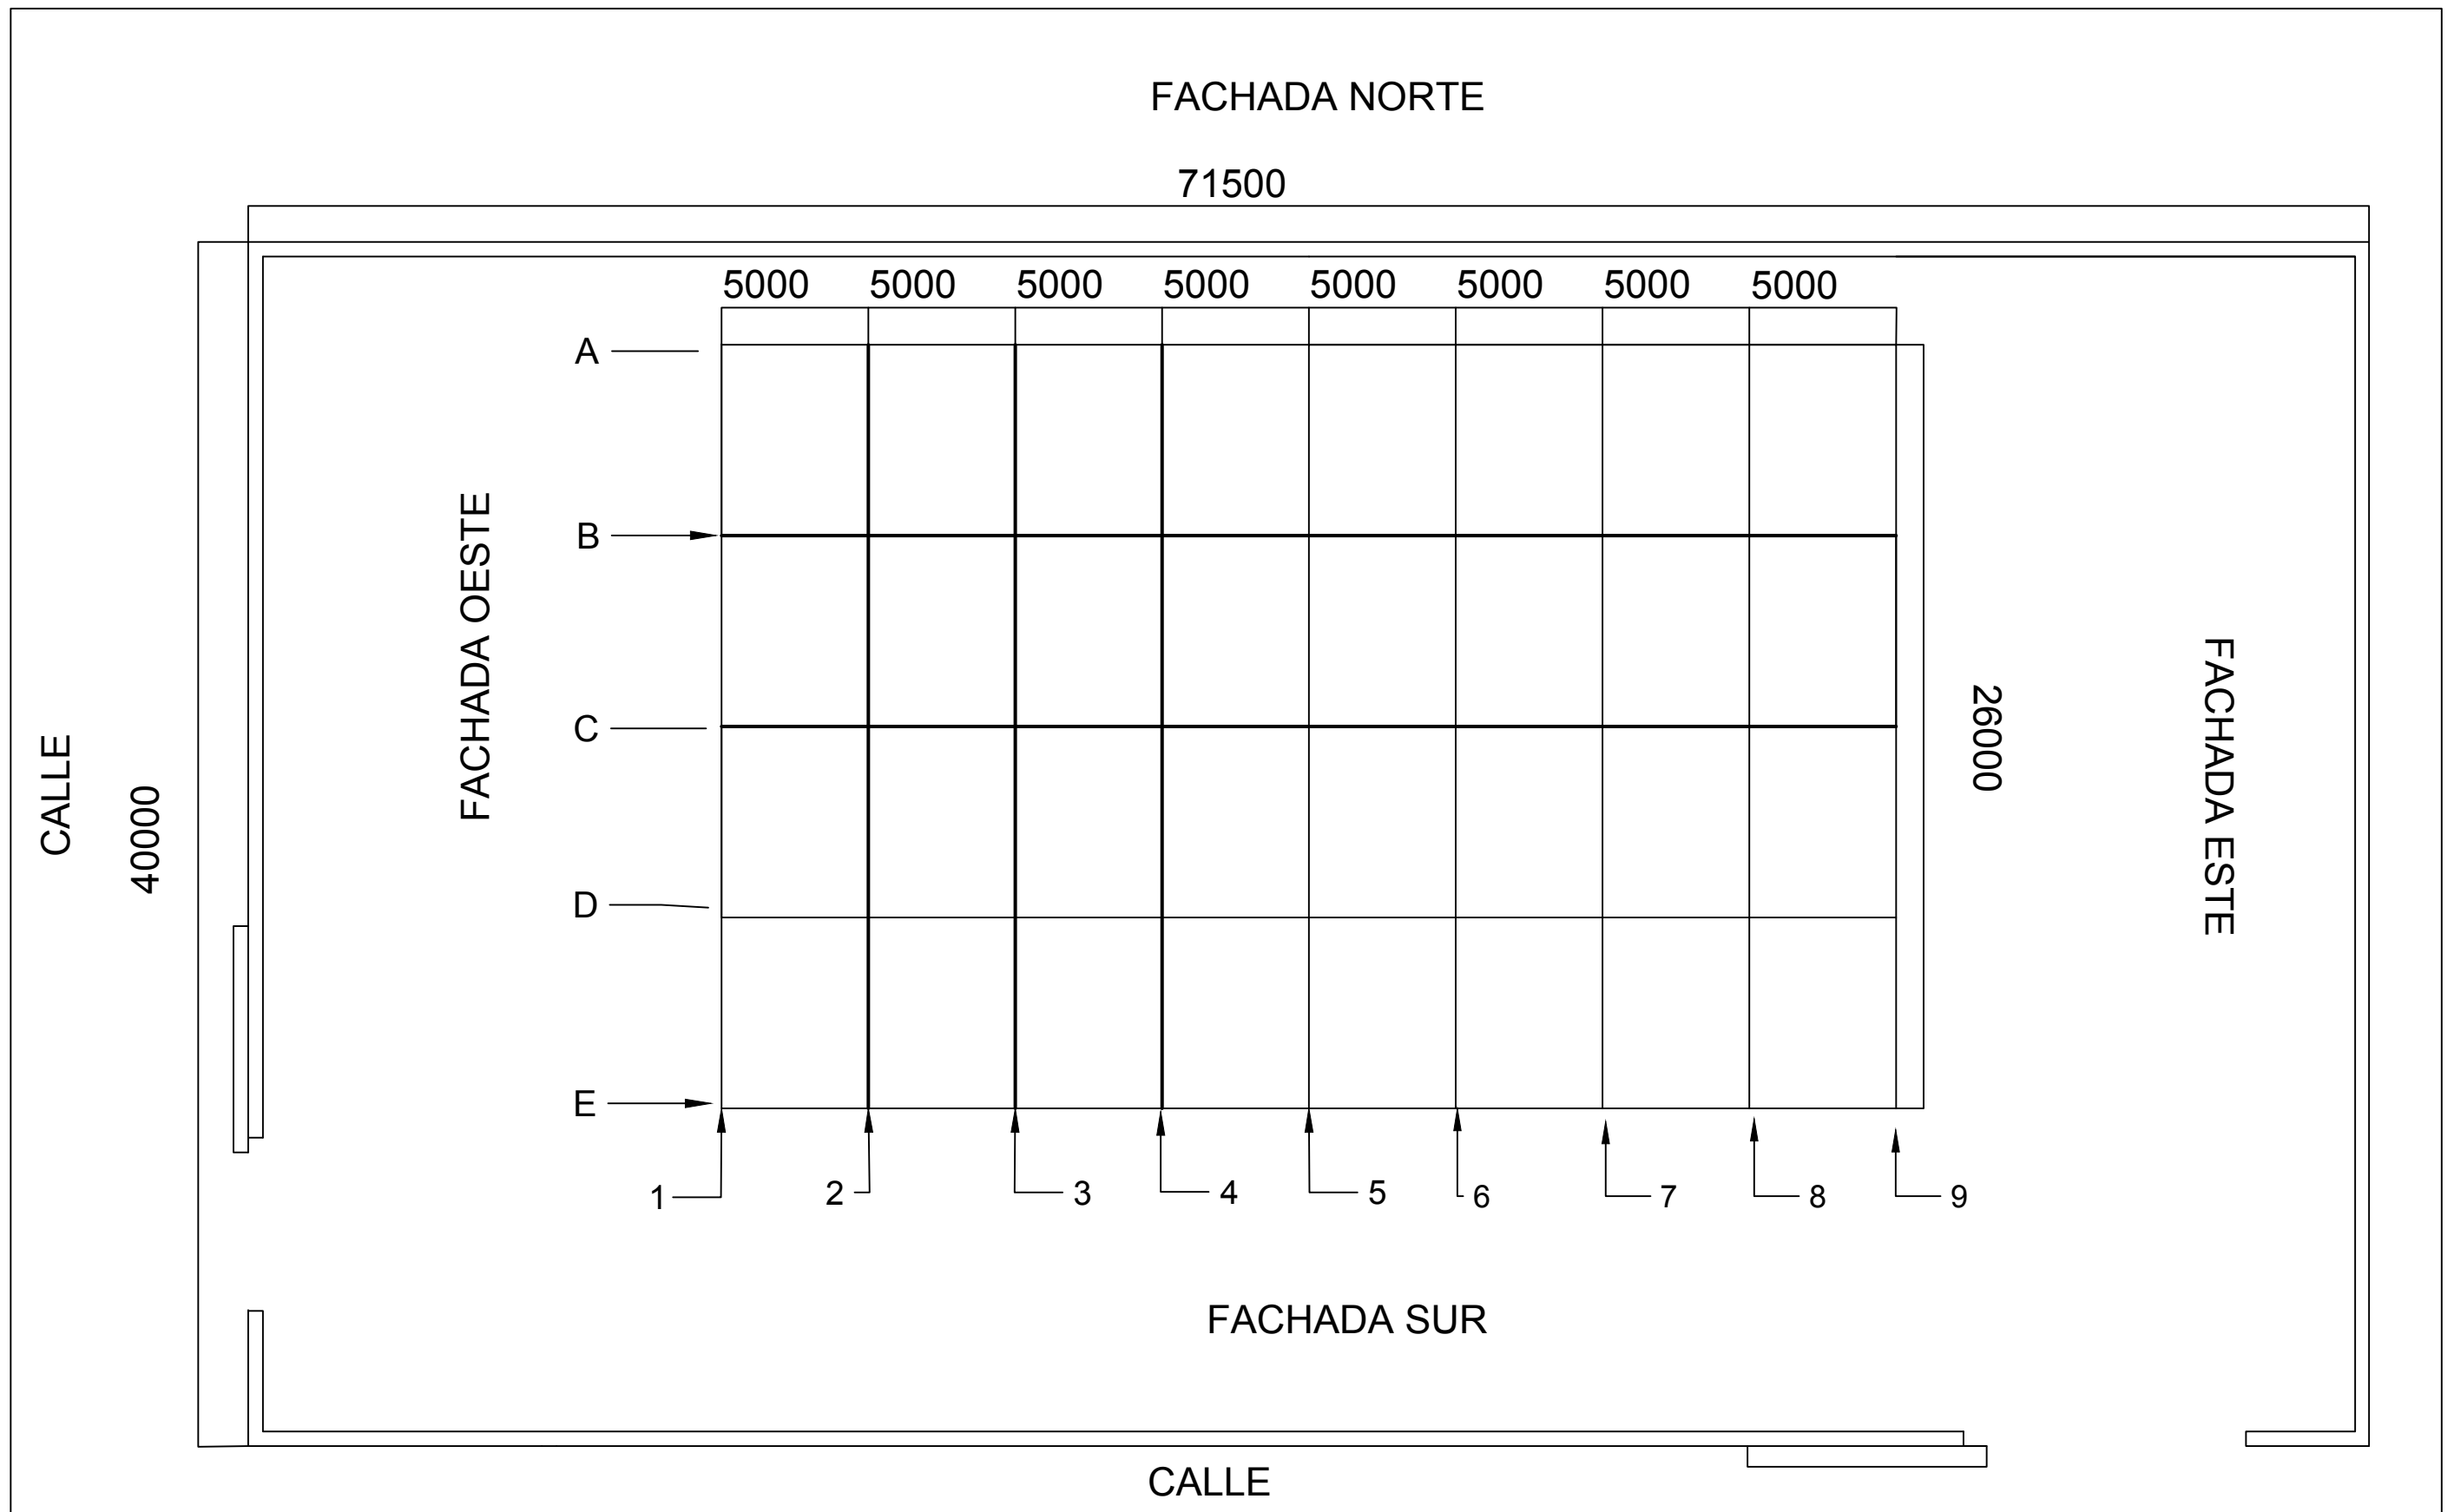 FACHADA NORTE
71500
5000 5000 5000 5000 5000 5000 5000 5000
A
B
C
D
E
FACHADA OESTE
CALLE
40000
26000
FACHADA ESTE
1 2 3 4 5 6 7 8 9
FACHADA SUR
CALLE